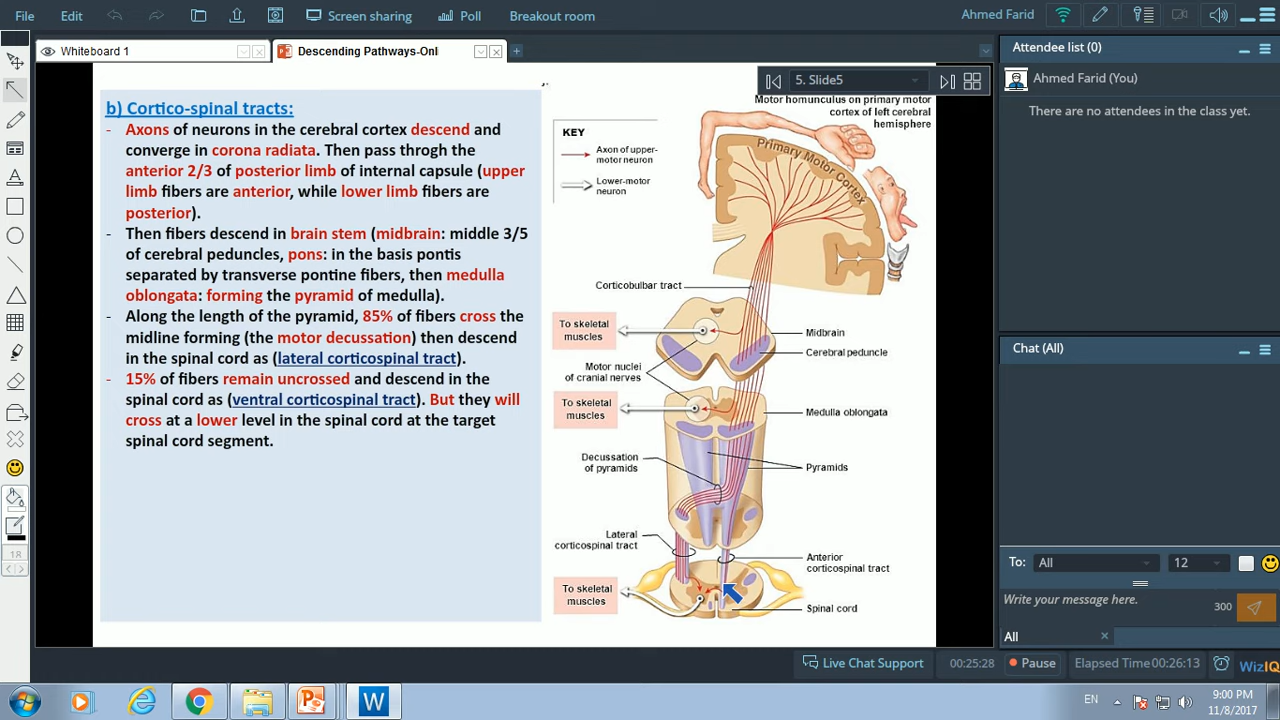 File Edit Screen sharing Poll Breakout room Ahmed Farid
Whiteboard 1 Descending Pathways-Onl
5. Slide5
b) Cortico-spinal tracts:
- Axons of neurons in the cerebral cortex descend and
converge in corona radiata. Then pass throgh the
anterior 2/3 of posterior limb of internal capsule (upper
limb fibers are anterior, while lower limb fibers are
posterior).
- Then fibers descend in brain stem (midbrain: middle 3/5
of cerebral peduncles, pons: in the basis pontis
separated by transverse pontine fibers, then medulla
oblongata: forming the pyramid of medulla).
- Along the length of the pyramid, 85% of fibers cross the
midline forming (the motor decussation) then descend
in the spinal cord as (lateral corticospinal tract).
- 15% of fibers remain uncrossed and descend in the
spinal cord as (ventral corticospinal tract). But they will
cross at a lower level in the spinal cord at the target
spinal cord segment.
Motor homunculus on primary motor
cortex of left cerebral
hemisphere
KEY
Axon of upper-
motor neuron
Lower-motor
neuron
Primary Motor Cortex
Corticobulbar tract
To skeletal
muscles
Midbrain
Cerebral peduncle
Motor nuclei
of cranial nerves
To skeletal
muscles
Medulla oblongata
Decussation
of pyramids
Pyramids
Lateral
corticospinal tract
Anterior
corticospinal tract
To skeletal
muscles
Spinal cord
Attendee list (0)
Ahmed Farid (You)
There are no attendees in the class yet.
Chat (All)
To: All 12
Write your message here. 300
All
Live Chat Support 00:25:28 Pause Elapsed Time 00:26:13 WizIQ
EN 9:00 PM
11/8/2017